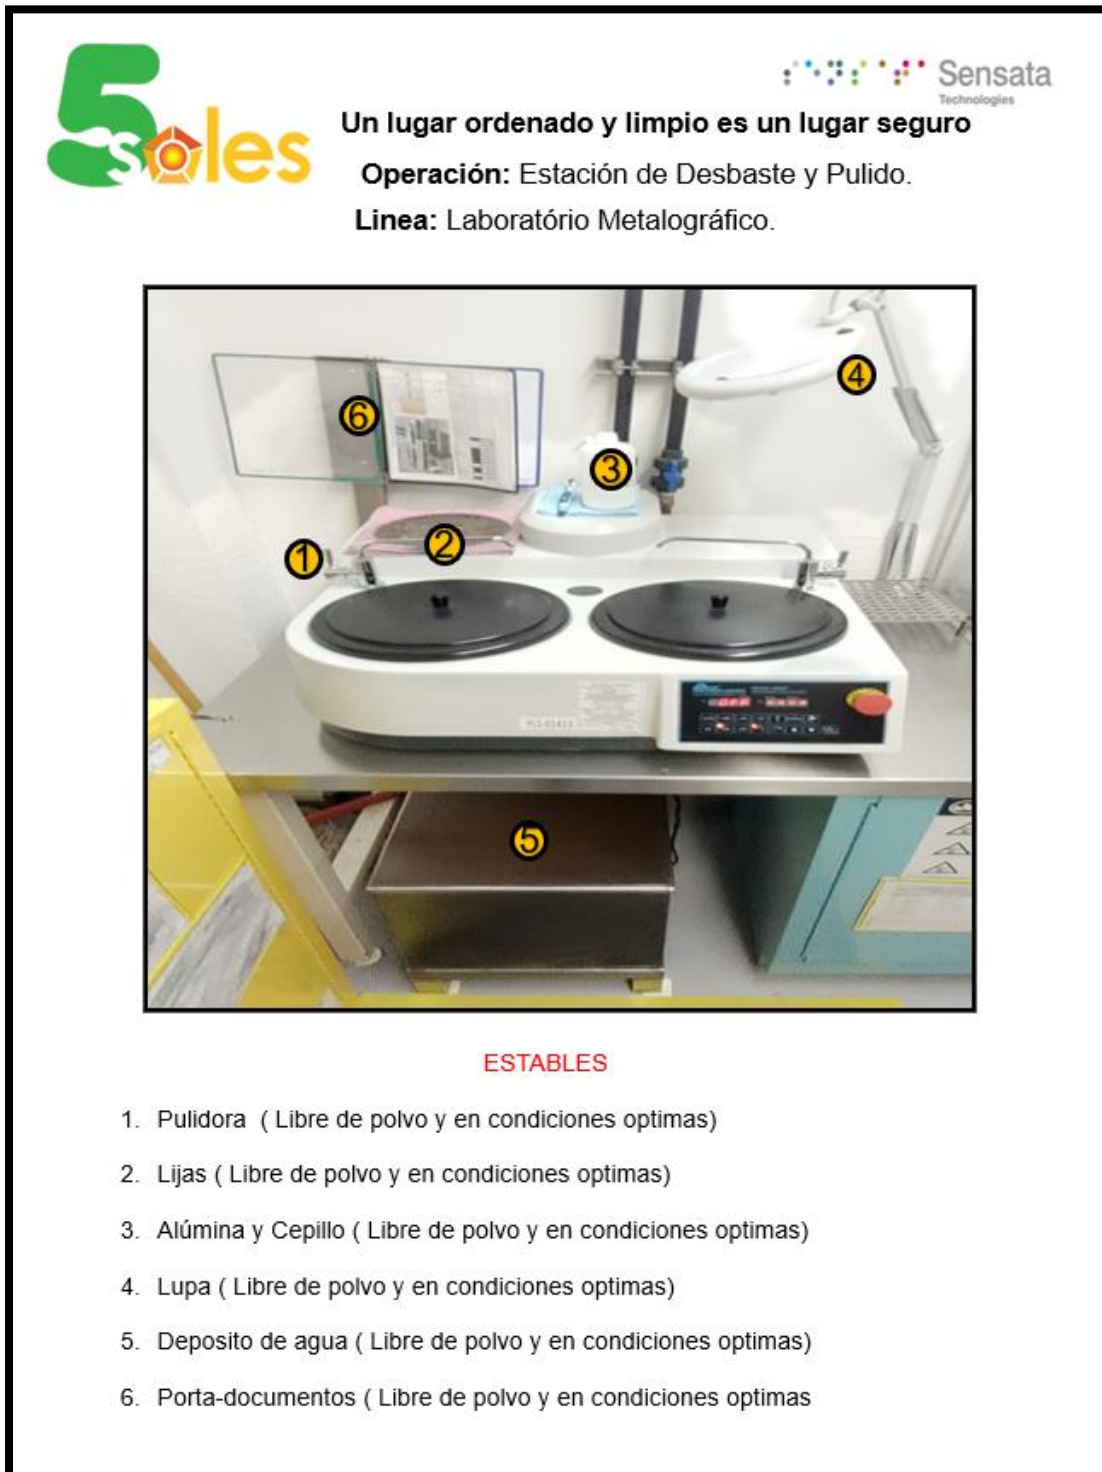 5 soles
Sensata
Technologies
Un lugar ordenado y limpio es un lugar seguro
Operación: Estación de Desbaste y Pulido.
Linea: Laboratório Metalográfico.
4
6
3
2
1
OFF
5
ESTABLES
1. Pulidora ( Libre de polvo y en condiciones optimas)
2. Lijas ( Libre de polvo y en condiciones optimas)
3. Alúmina y Cepillo ( Libre de polvo y en condiciones optimas)
4. Lupa ( Libre de polvo y en condiciones optimas)
5. Deposito de agua ( Libre de polvo y en condiciones optimas)
6. Porta-documentos ( Libre de polvo y en condiciones optimas